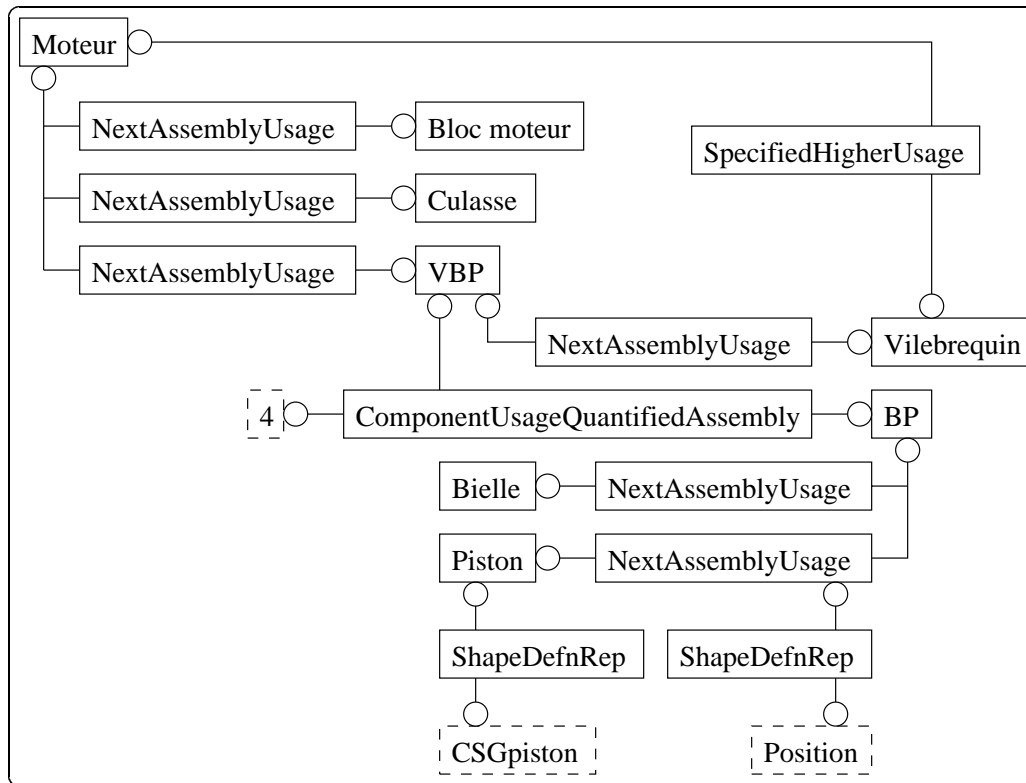 Moteur
NextAssemblyUsage
Bloc moteur
SpecifiedHigherUsage
NextAssemblyUsage
Culasse
NextAssemblyUsage
VBP
NextAssemblyUsage
Vilebrequin
4
ComponentUsageQuantifiedAssembly
BP
Bielle
NextAssemblyUsage
Piston
NextAssemblyUsage
ShapeDefnRep
ShapeDefnRep
CSGpiston
Position